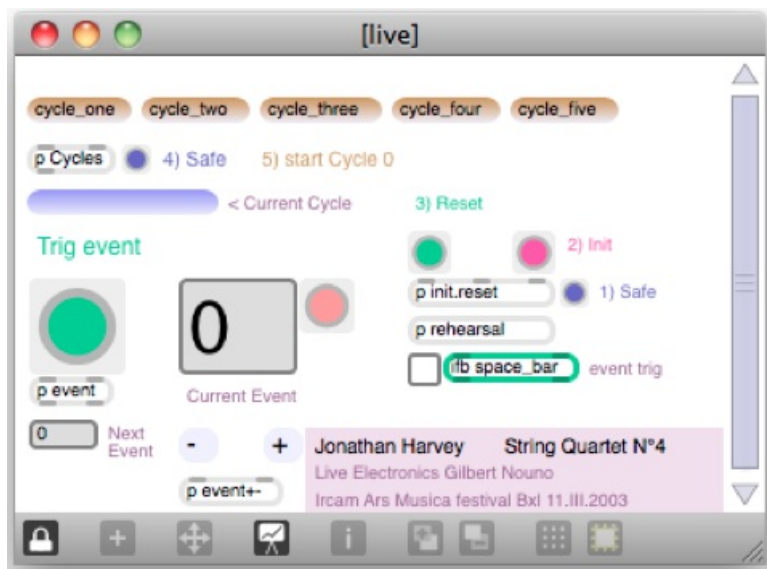 [live]
cycle_one cycle_two cycle_three cycle_four cycle_five
p Cycles 4) Safe 5) start Cycle 0
< Current Cycle 3) Reset
Trig event
2) Init
p init.reset 1) Safe
0
p rehearsal
ifb space_bar event trig
p event
Current Event
0 Next
Event
- +
Jonathan Harvey String Quartet N°4
Live Electronics Gilbert Nouno
p event+-
Ircam Ars Musica festival Bxl 11.III.2003